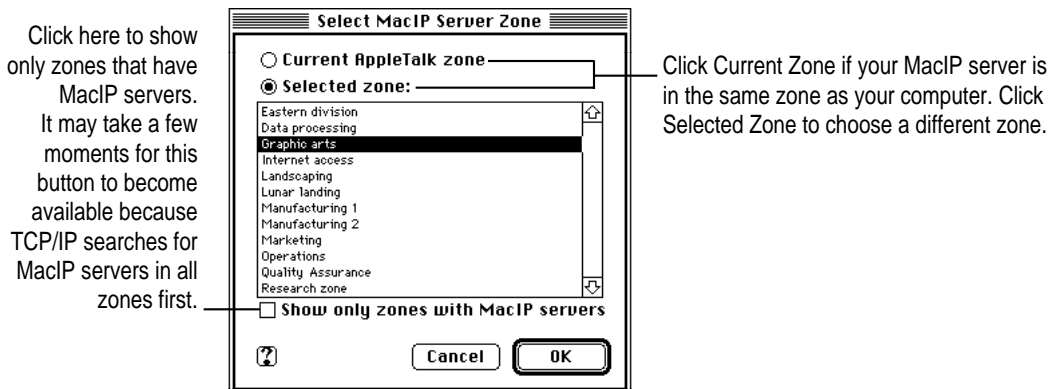 Click here to show
only zones that have
MacIP servers.
It may take a few
moments for this
button to become
available because
TCP/IP searches for
MacIP servers in all
zones first.
Select MacIP Server Zone
Current AppleTalk zone
Selected zone:
Eastern division
Data processing
Graphic arts
Internet access
Landscaping
Lunar landing
Manufacturing 1
Manufacturing 2
Marketing
Operations
Quality Assurance
Research zone
Show only zones with MacIP servers
?
Cancel
OK
Click Current Zone if your MacIP server is
in the same zone as your computer. Click
Selected Zone to choose a different zone.